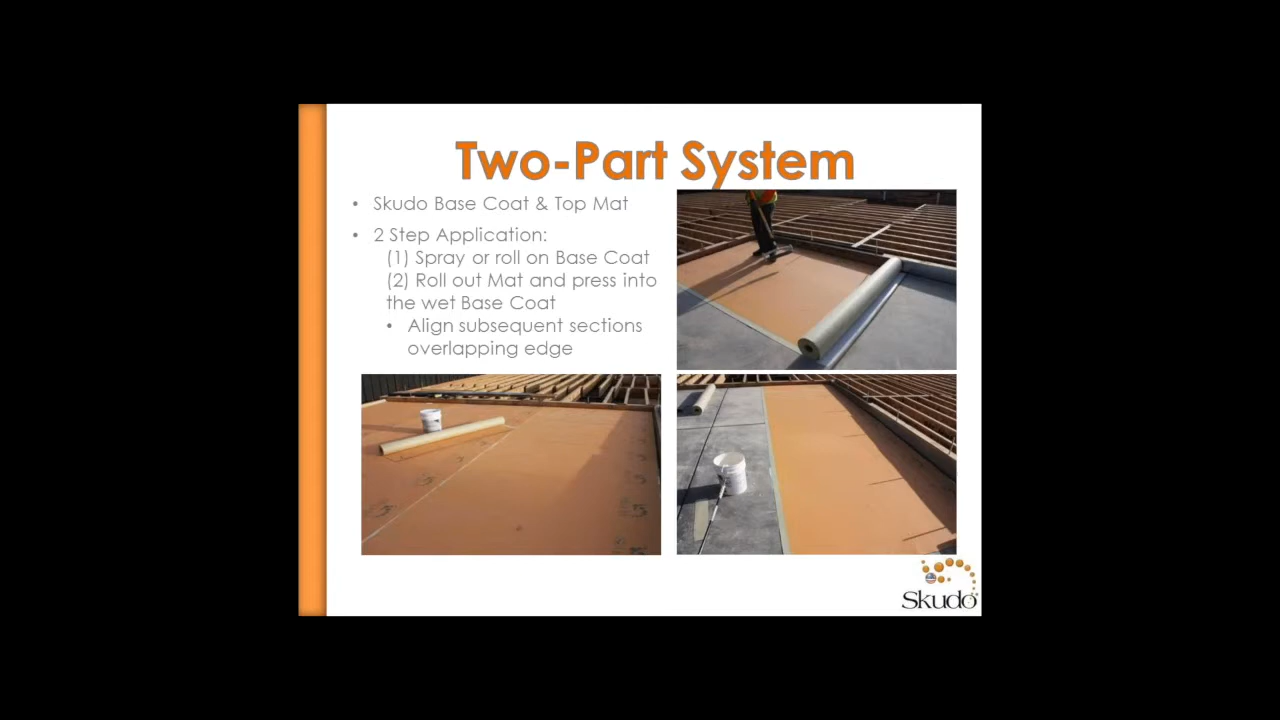 Two-Part System
• Skudo Base Coat & Top Mat
• 2 Step Application:
(1) Spray or roll on Base Coat
(2) Roll out Mat and press into
the wet Base Coat
• Align subsequent sections
overlapping edge
Skudo